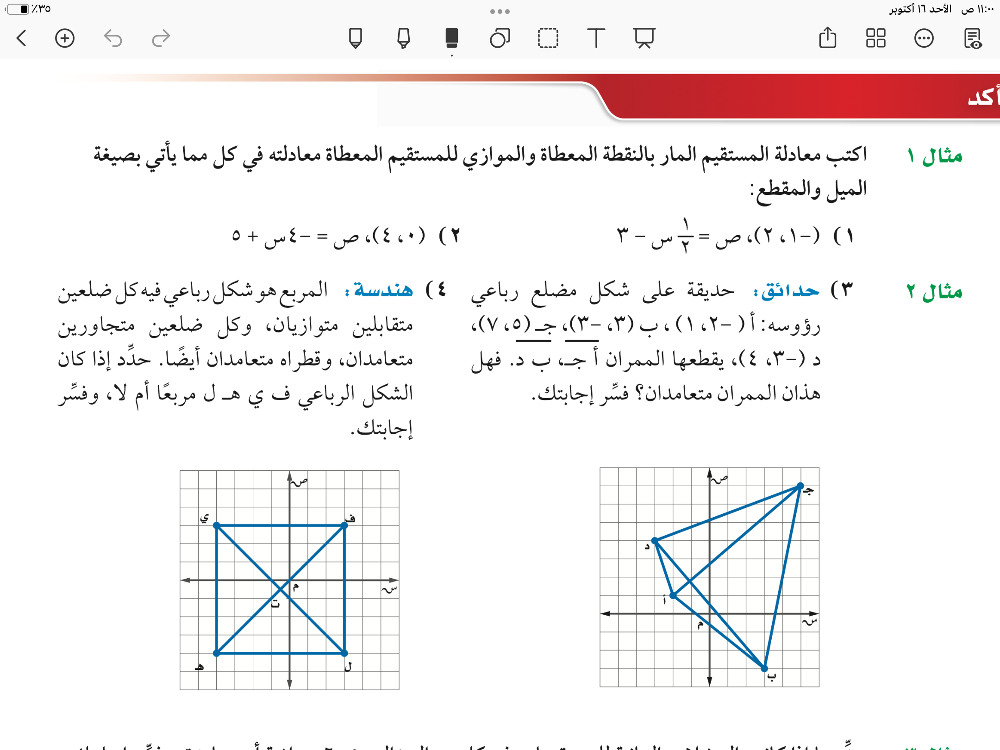 ١١:٠٠ ص الأحد ١٦ أكتوبر
٣٥٪
أكد
مثال ١
اكتب معادلة المستقيم المار بالنقطة المعطاة والموازي للمستقيم المعطاة معادلته في كل مما يأتي بصيغة
الميل والمقطع:
١) (−١، ٢)، ص = ١/٢ س − ٣
٢) (٠، ٤)، ص = −٤س + ٥
مثال ٢
٣) حدائق: حديقة على شكل مضلع رباعي
رؤوسه: أ (−٢، ١)، ب (٣، −٣)، جـ (٥، ٧)،
د (−٣، ٤)، يقطعها الممران أ جـ، ب د. فهل
هذان الممران متعامدان؟ فسِّر إجابتك.
٤) هندسة: المربع هو شكل رباعي فيه كل ضلعين
متقابلين متوازيان، وكل ضلعين متجاورين
متعامدان، وقطراه متعامدان أيضًا. حدِّد إذا كان
الشكل الرباعي ف ي هـ ل مربعًا أم لا، وفسِّر
إجابتك.
ص
جـ
د
أ
م
س
ب
ص
ف
ي
م
س
ت
هـ
ل